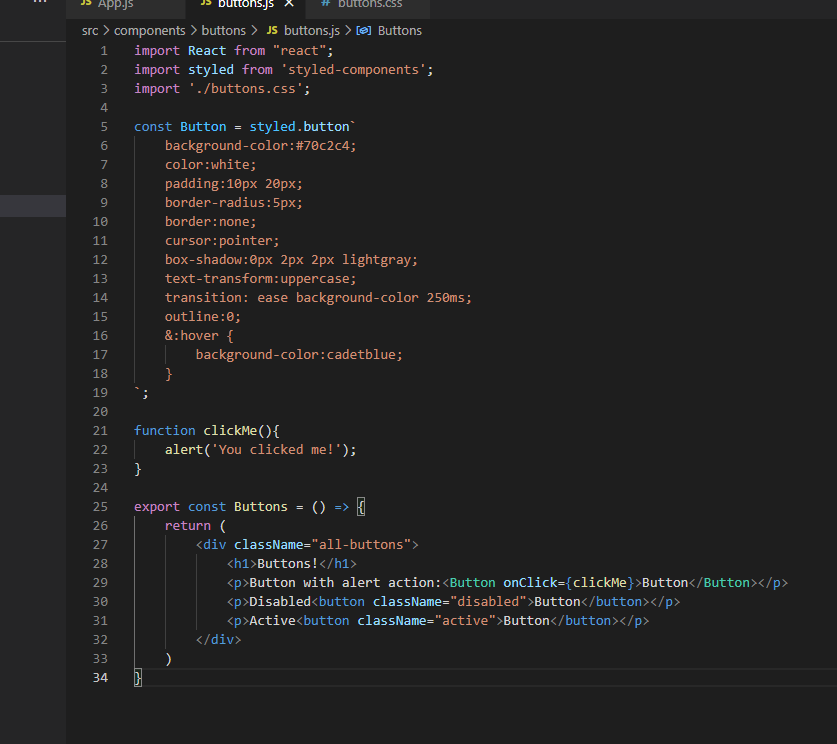 ...
JS App.js JS buttons.js × # buttons.css
src > components > buttons > JS buttons.js > Buttons
1 import React from "react";
2 import styled from 'styled-components';
3 import './buttons.css';
4
5 const Button = styled.button`
6 background-color:#70c2c4;
7 color:white;
8 padding:10px 20px;
9 border-radius:5px;
10 border:none;
11 cursor:pointer;
12 box-shadow:0px 2px 2px lightgray;
13 text-transform:uppercase;
14 transition: ease background-color 250ms;
15 outline:0;
16 &:hover {
17 background-color:cadetblue;
18 }
19 `;
20
21 function clickMe(){
22 alert('You clicked me!');
23 }
24
25 export const Buttons = () => {
26 return (
27 <div className="all-buttons">
28 <h1>Buttons!</h1>
29 <p>Button with alert action:<Button onClick={clickMe}>Button</Button></p>
30 <p>Disabled<button className="disabled">Button</button></p>
31 <p>Active<button className="active">Button</button></p>
32 </div>
33 )
34 }